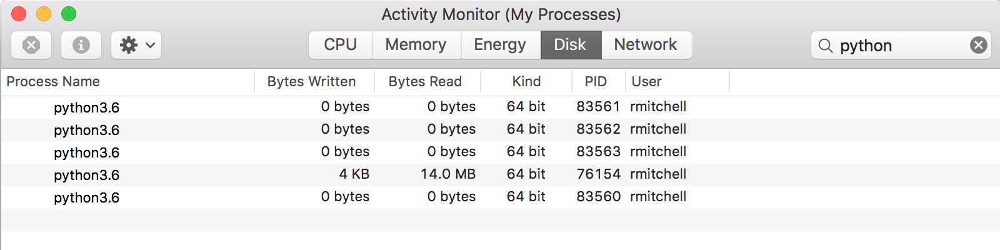 Activity Monitor (My Processes)
CPU Memory Energy Disk Network python
Process Name Bytes Written Bytes Read Kind PID User
python3.6 0 bytes 0 bytes 64 bit 83561 rmitchell
python3.6 0 bytes 0 bytes 64 bit 83562 rmitchell
python3.6 0 bytes 0 bytes 64 bit 83563 rmitchell
python3.6 4 KB 14.0 MB 64 bit 76154 rmitchell
python3.6 0 bytes 0 bytes 64 bit 83560 rmitchell